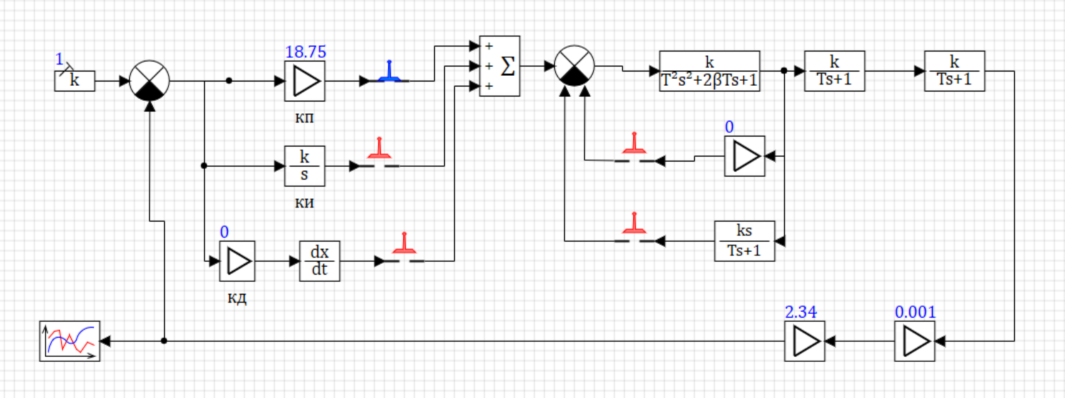 1
k
18.75
кп
+
+
+
Σ
k
T²s²+2βTs+1
k
Ts+1
k
Ts+1
k
s
ки
0
0
dx
dt
кд
ks
Ts+1
2.34
0.001